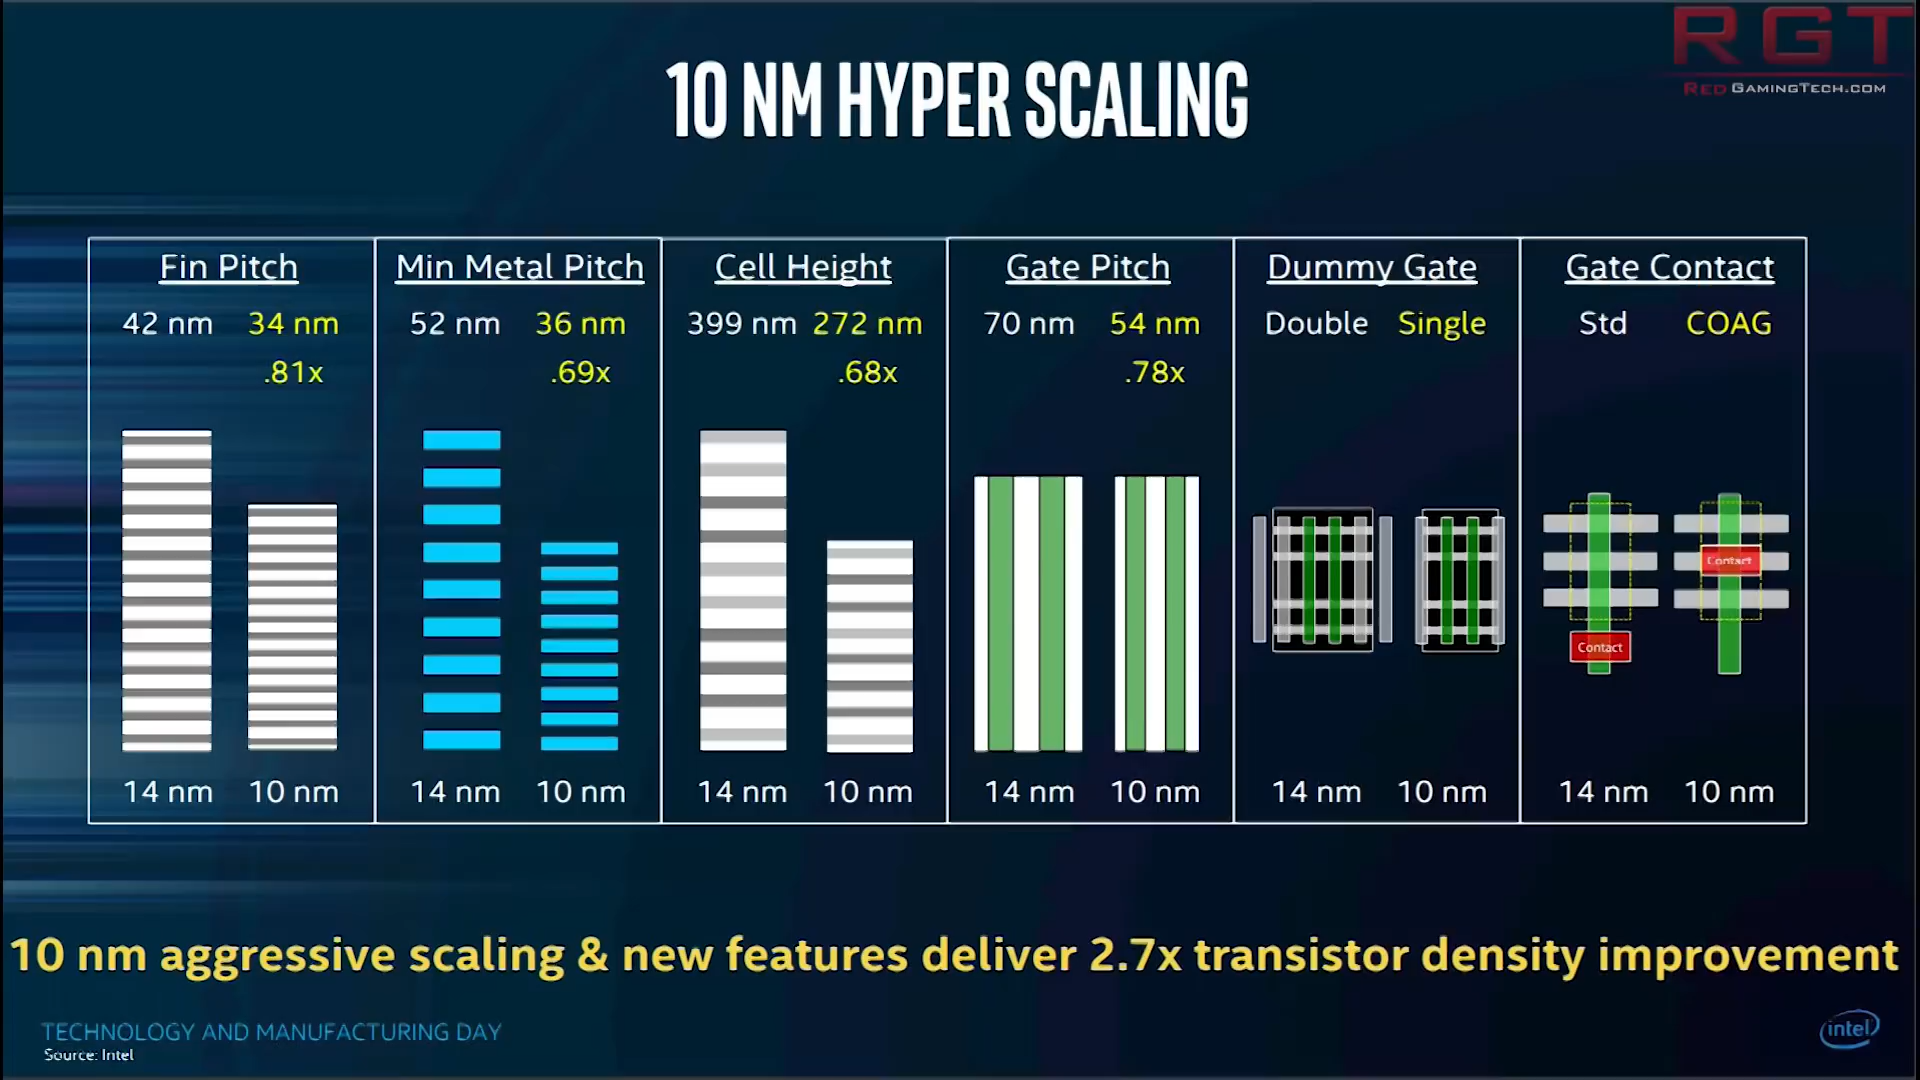 RGT
RedGamingTech.com
10 NM HYPER SCALING
Fin Pitch
42 nm 34 nm
.81x
14 nm 10 nm
Min Metal Pitch
52 nm 36 nm
.69x
14 nm 10 nm
Cell Height
399 nm 272 nm
.68x
14 nm 10 nm
Gate Pitch
70 nm 54 nm
.78x
14 nm 10 nm
Dummy Gate
Double Single
14 nm 10 nm
Gate Contact
Std COAG
Contact
Contact
14 nm 10 nm
10 nm aggressive scaling & new features deliver 2.7x transistor density improvement
TECHNOLOGY AND MANUFACTURING DAY
Source: Intel
intel